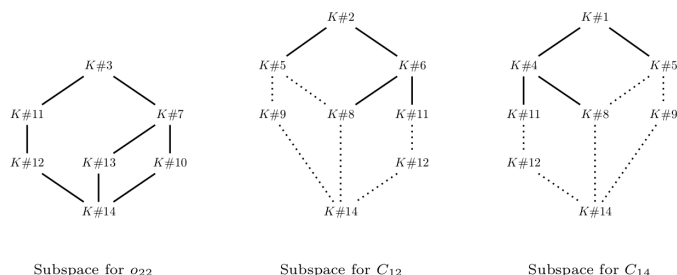 K#3
K#11
K#7
K#12
K#13
K#10
K#14
Subspace for o₂₂
K#2
K#5
K#6
K#9
K#8
K#11
K#12
K#14
Subspace for C₁₂
K#1
K#4
K#5
K#11
K#8
K#9
K#12
K#14
Subspace for C₁₄